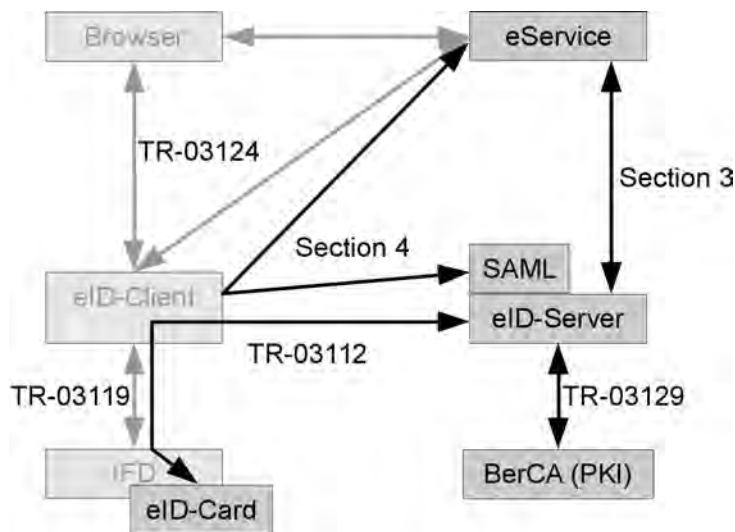 Browser
eService
TR-03124
Section 3
Section 4
SAML
eID-Client
eID-Server
TR-03112
TR-03119
TR-03129
IFD
BerCA (PKI)
eID-Card